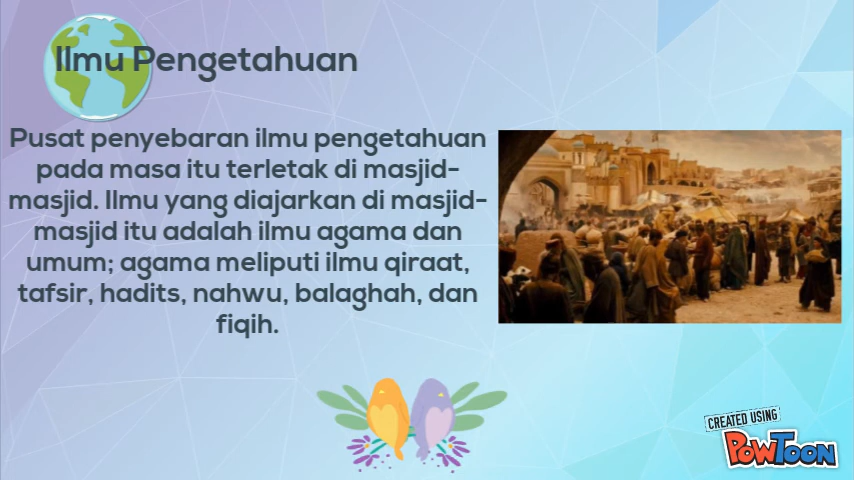 Ilmu Pengetahuan
Pusat penyebaran ilmu pengetahuan
pada masa itu terletak di masjid-
masjid. Ilmu yang diajarkan di masjid-
masjid itu adalah ilmu agama dan
umum; agama meliputi ilmu qiraat,
tafsir, hadits, nahwu, balaghah, dan
fiqih.
CREATED USING
POWTOON